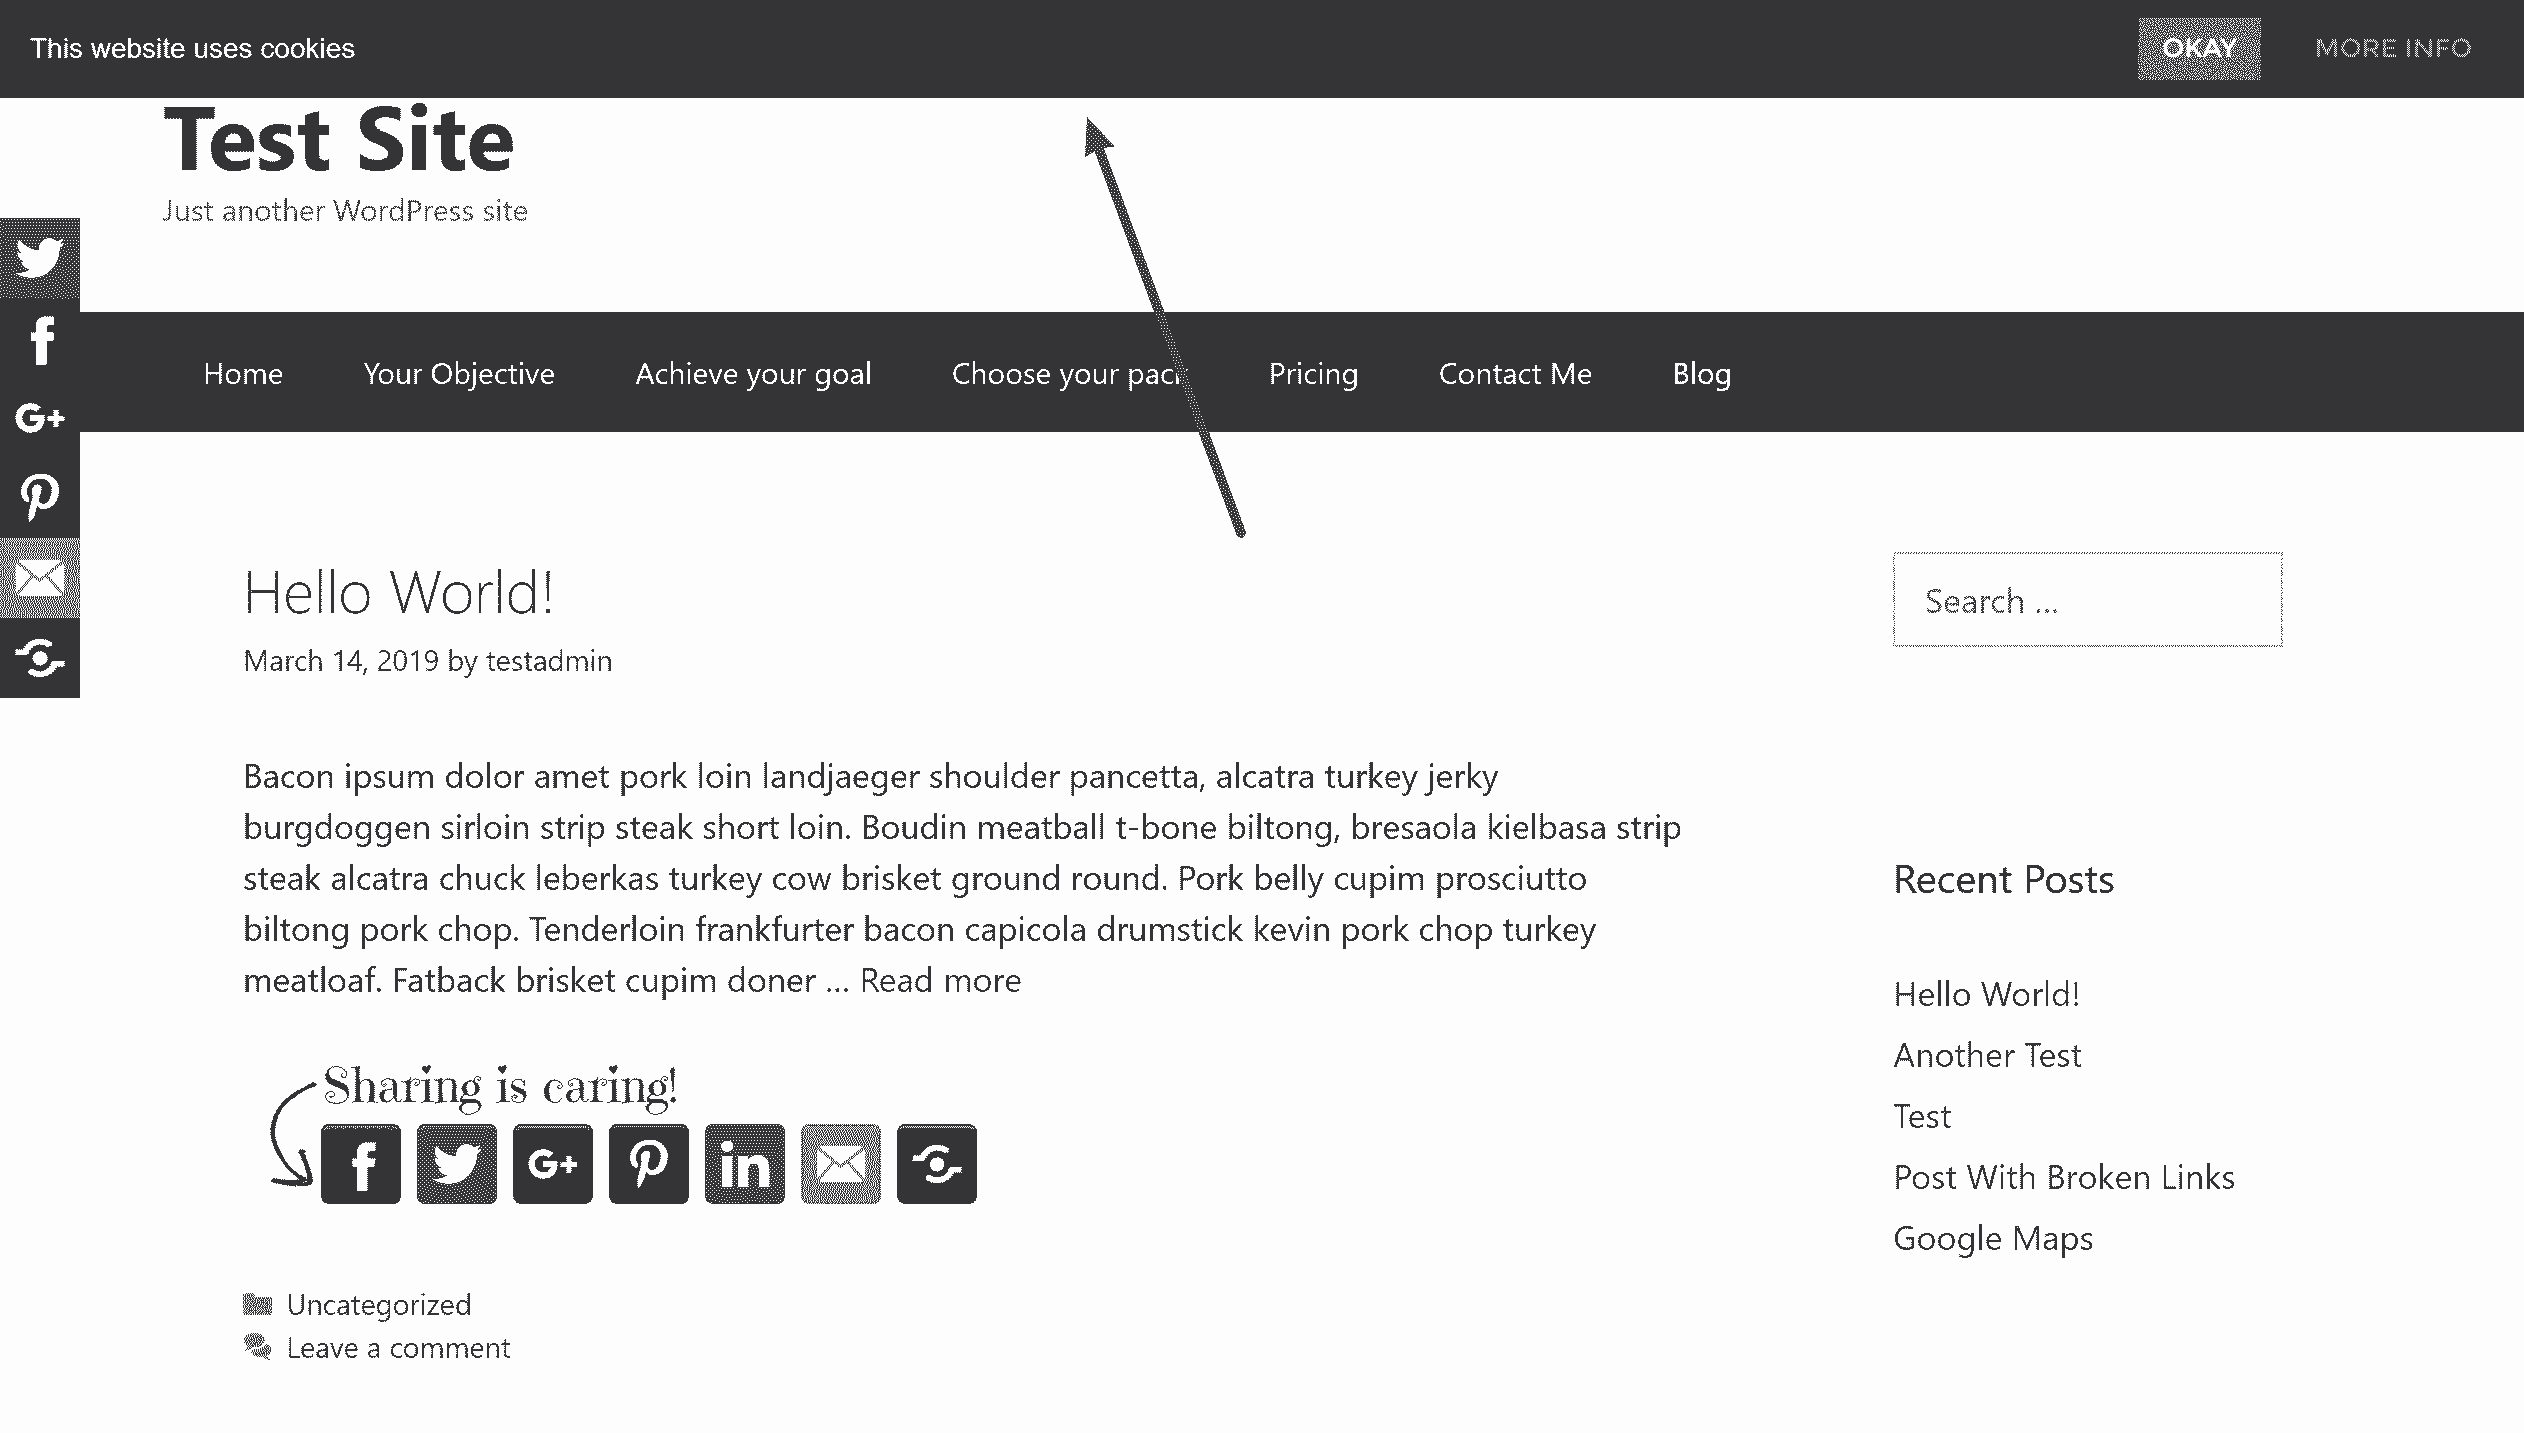 This website uses cookies
OKAY
MORE INFO
Test Site
Just another WordPress site
Home
Your Objective
Achieve your goal
Choose your
Pricing
Contact Me
Blog
Hello World!
March 14, 2019 by testadmin
Bacon ipsum dolor amet pork loin landjaeger shoulder pancetta, alcatra turkey jerky
burgdoggen sirloin strip steak short loin. Boudin meatball t-bone biltong, bresaola kielbasa strip
steak alcatra chuck leberkas turkey cow brisket ground round. Pork belly cupim prosciutto
biltong pork chop. Tenderloin frankfurter bacon capicola drumstick kevin pork chop turkey
meatloaf. Fatback brisket cupim doner … Read more
Sharing is caring!
Uncategorized
Leave a comment
Search …
Recent Posts
Hello World!
Another Test
Test
Post With Broken Links
Google Maps